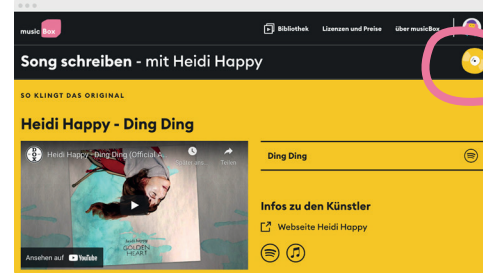 music Box
Bibliothek Lizenzen und Preise über musicBox
Song schreiben - mit Heidi Happy
SO KLINGT DAS ORIGINAL
Heidi Happy - Ding Ding
Heidi Happy - Ding Ding (Official A...
Teilen
heidi happy
GOLDEN
HEART
Ansehen auf YouTube
Ding Ding
Infos zu den Künstler
Webseite Heidi Happy